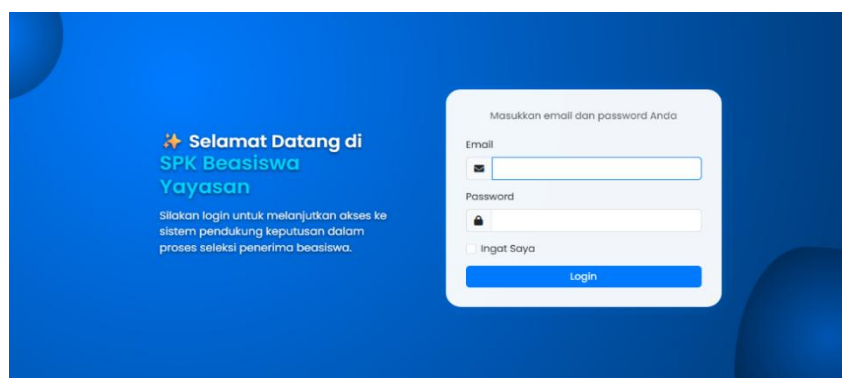 ✨ Selamat Datang di
SPK Beasiswa
Yayasan
Silakan login untuk melanjutkan akses ke
sistem pendukung keputusan dalam
proses seleksi penerima beasiswa.
Masukkan email dan password Anda
Email
Password
Ingat Saya
Login